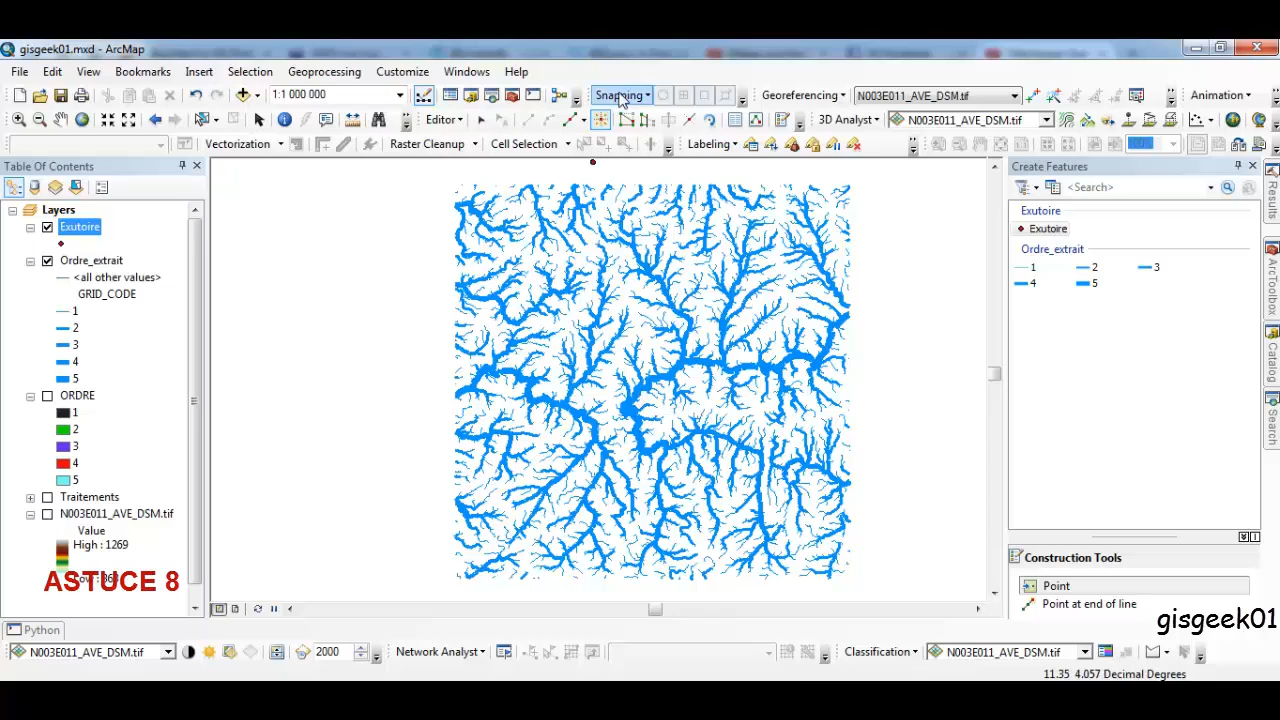 gisgeek01.mxd - ArcMap
File Edit View Bookmarks Insert Selection Geoprocessing Customize Windows Help
1:1 000 000 Snapping Georeferencing N003E011_AVE_DSM.tif Animation
Editor 3D Analyst N003E011_AVE_DSM.tif
Vectorization Raster Cleanup Cell Selection Labeling
Table Of Contents
Layers
Exutoire
Ordre_extrait
<all other values>
GRID_CODE
1
2
3
4
5
ORDRE
1
2
3
4
5
Traitements
N003E011_AVE_DSM.tif
Value
High : 1269
ASTUCE 8
Python
Create Features
<Search>
Exutoire
Exutoire
Ordre_extrait
1 2 3
4 5
Construction Tools
Point
Point at end of line
Results
ArcToolbox
Catalog
Search
gisgeek01
N003E011_AVE_DSM.tif 2000 Network Analyst Classification N003E011_AVE_DSM.tif
11.35 4.057 Decimal Degrees